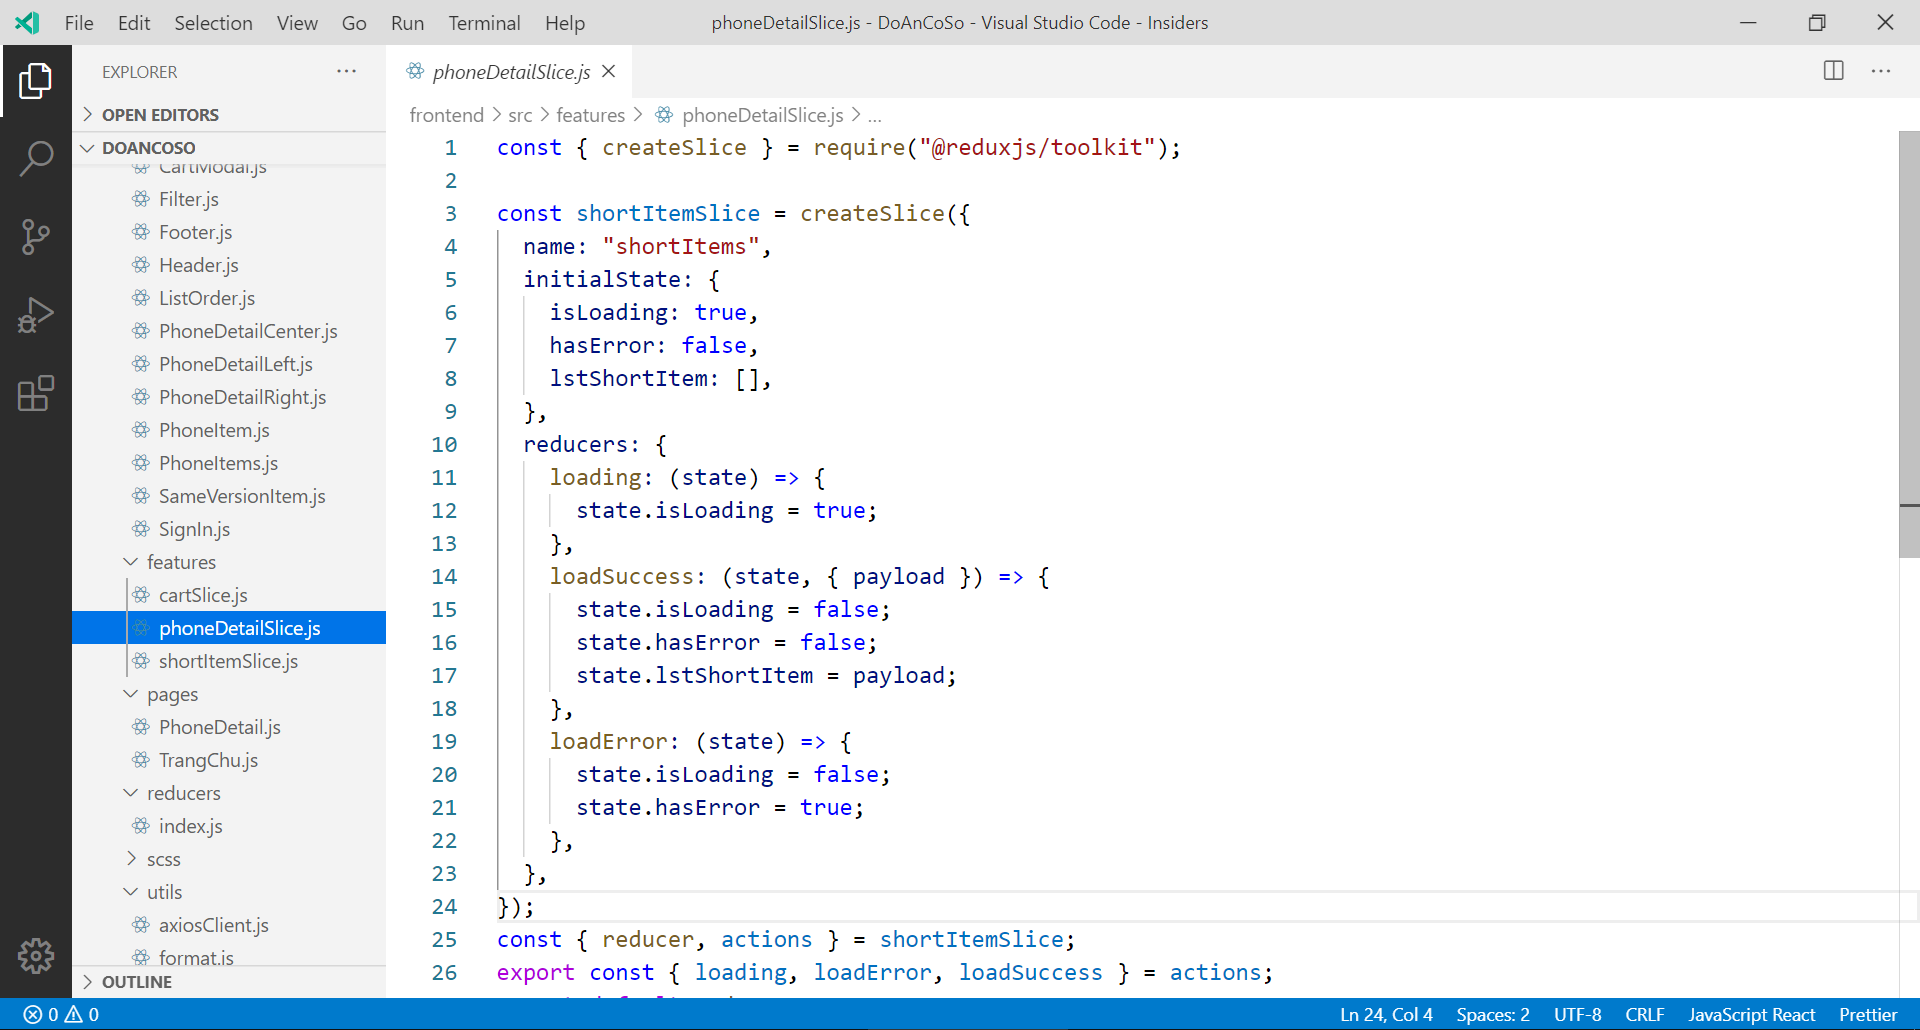 File Edit Selection View Go Run Terminal Help phoneDetailSlice.js - DoAnCoSo - Visual Studio Code - Insiders
EXPLORER
OPEN EDITORS
DOANCOSO
CartModal.js
Filter.js
Footer.js
Header.js
ListOrder.js
PhoneDetailCenter.js
PhoneDetailLeft.js
PhoneDetailRight.js
PhoneItem.js
PhoneItems.js
SameVersionItem.js
SignIn.js
features
cartSlice.js
phoneDetailSlice.js
shortItemSlice.js
pages
PhoneDetail.js
TrangChu.js
reducers
index.js
scss
utils
axiosClient.js
format.js
OUTLINE
phoneDetailSlice.js
frontend > src > features > phoneDetailSlice.js > ...
1 const { createSlice } = require("@reduxjs/toolkit");
2
3 const shortItemSlice = createSlice({
4 name: "shortItems",
5 initialState: {
6 isLoading: true,
7 hasError: false,
8 lstShortItem: [],
9 },
10 reducers: {
11 loading: (state) => {
12 state.isLoading = true;
13 },
14 loadSuccess: (state, { payload }) => {
15 state.isLoading = false;
16 state.hasError = false;
17 state.lstShortItem = payload;
18 },
19 loadError: (state) => {
20 state.isLoading = false;
21 state.hasError = true;
22 },
23 },
24 });
25 const { reducer, actions } = shortItemSlice;
26 export const { loading, loadError, loadSuccess } = actions;
0 0 Ln 24, Col 4 Spaces: 2 UTF-8 CRLF JavaScript React Prettier